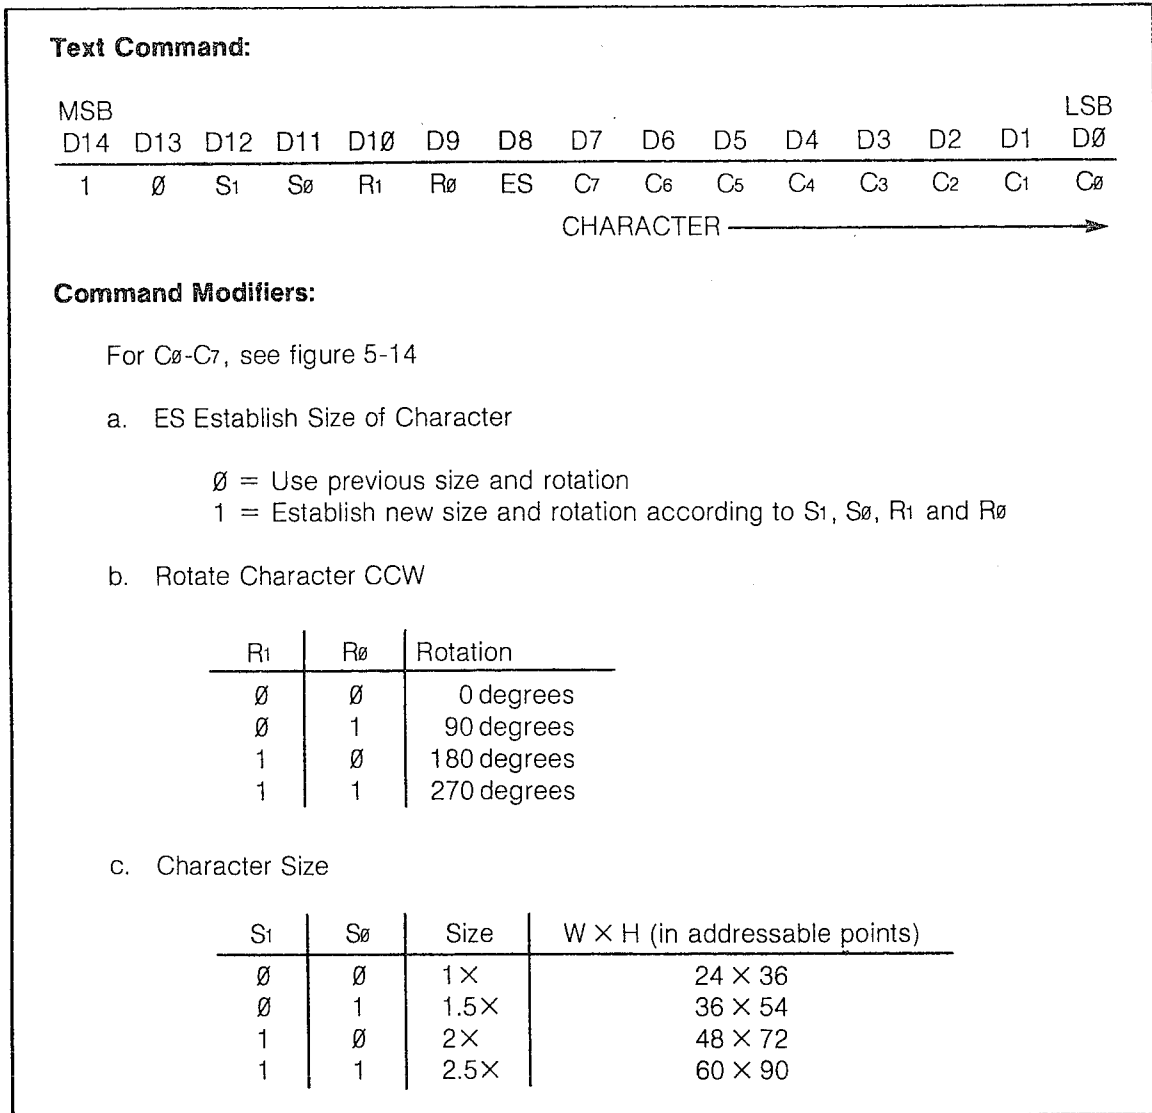 Text Command:
MSB LSB
D14 D13 D12 D11 D1Ø D9 D8 D7 D6 D5 D4 D3 D2 D1 DØ
1 Ø S1 SØ R1 RØ ES C7 C6 C5 C4 C3 C2 C1 CØ
CHARACTER
Command Modifiers:
For CØ-C7, see figure 5-14
a. ES Establish Size of Character
Ø = Use previous size and rotation
1 = Establish new size and rotation according to S1, SØ, R1 and RØ
b. Rotate Character CCW
R1 RØ Rotation
Ø Ø 0 degrees
Ø 1 90 degrees
1 Ø 180 degrees
1 1 270 degrees
c. Character Size
S1 SØ Size W × H (in addressable points)
Ø Ø 1× 24 × 36
Ø 1 1.5× 36 × 54
1 Ø 2× 48 × 72
1 1 2.5× 60 × 90